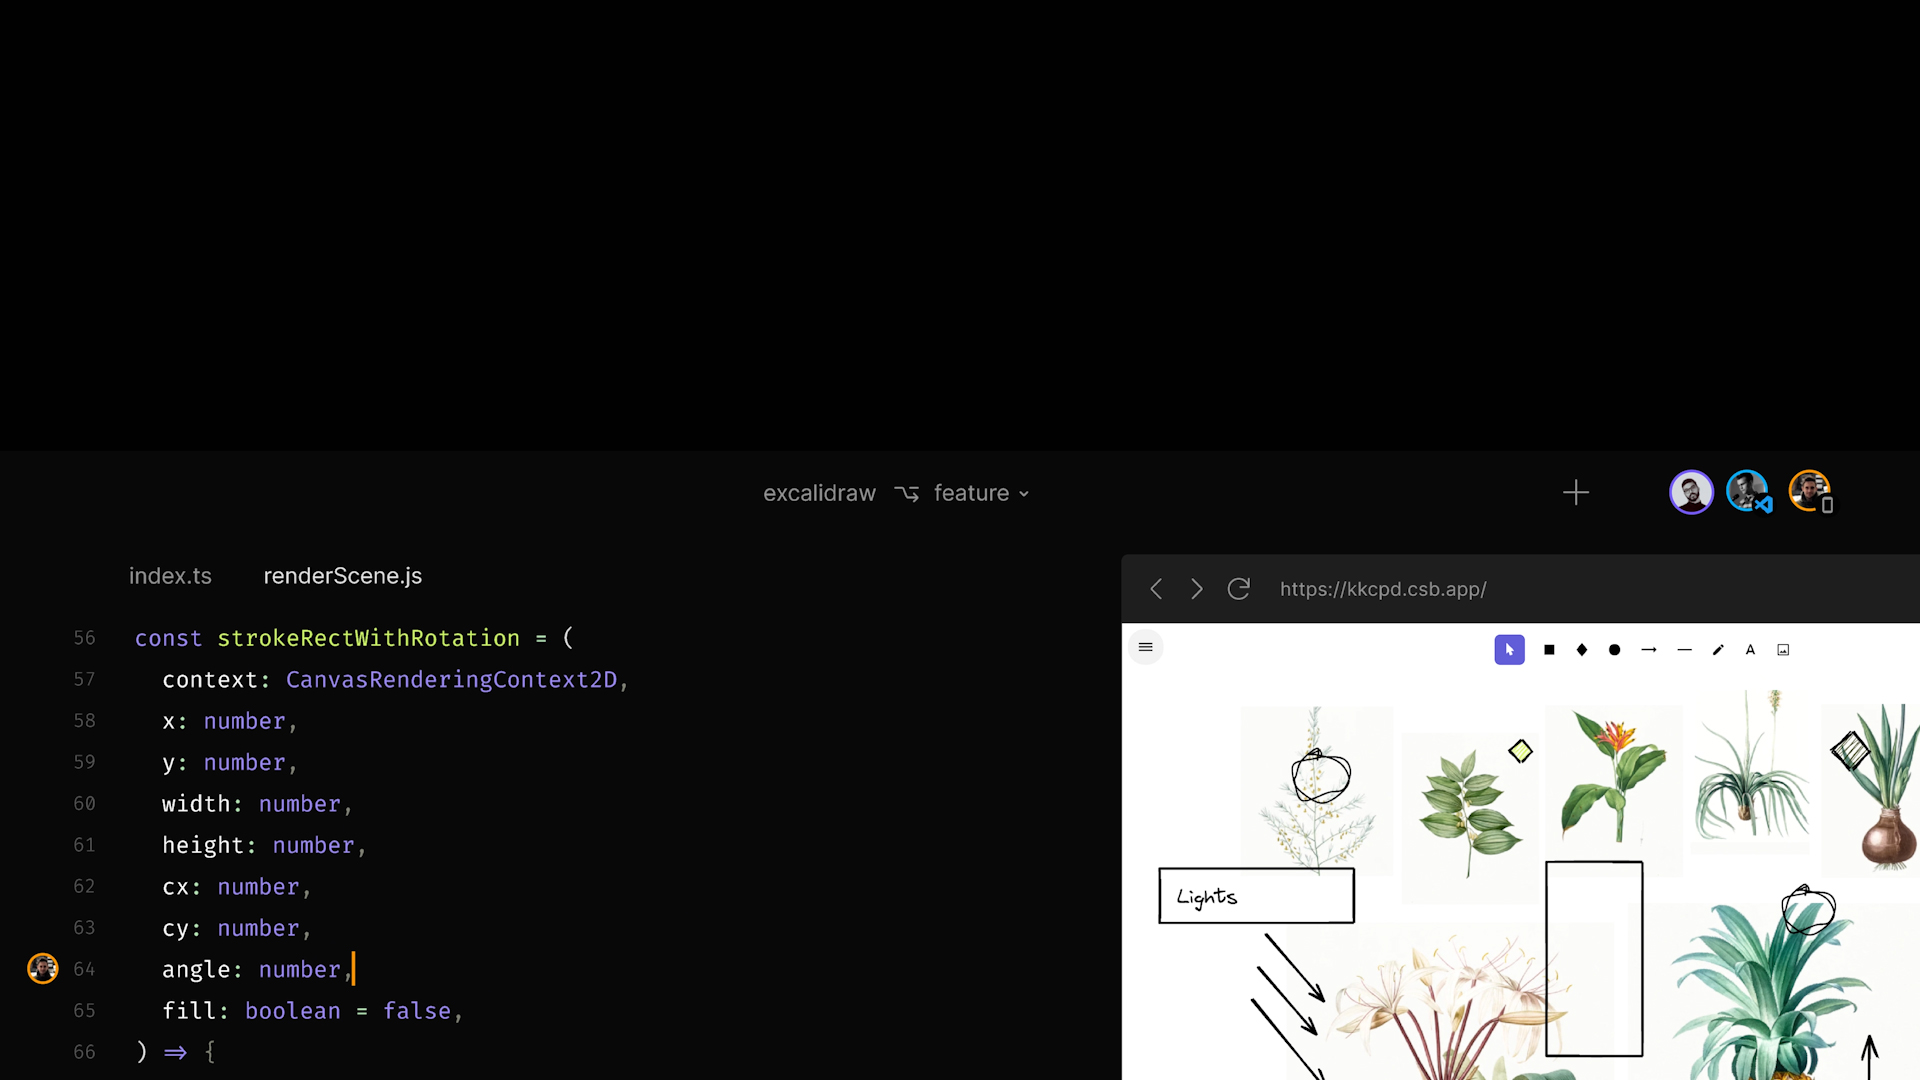 excalidraw feature
index.ts renderScene.js
https://kkcpd.csb.app/
56 const strokeRectWithRotation = (
57 context: CanvasRenderingContext2D,
58 x: number,
59 y: number,
60 width: number,
61 height: number,
62 cx: number,
63 cy: number,
64 angle: number,
65 fill: boolean = false,
66 ) => {
A
Lights